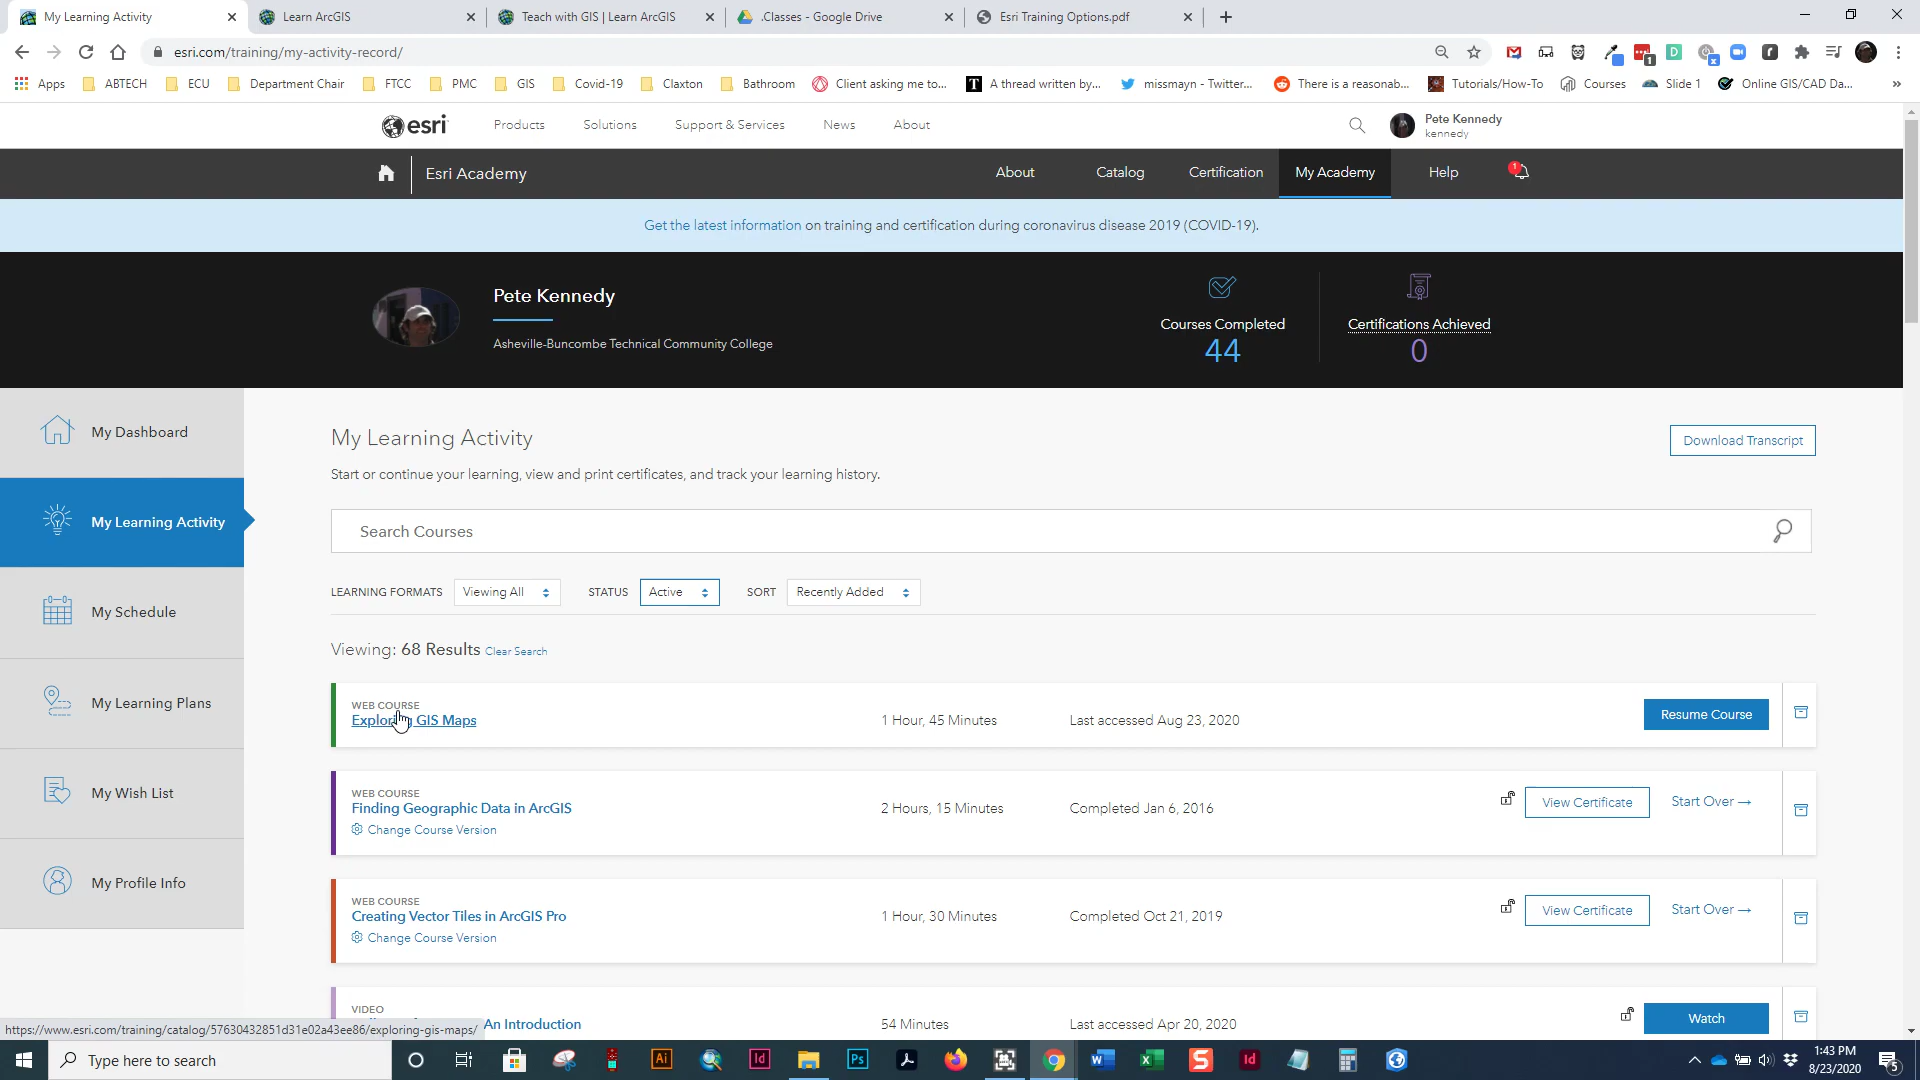 My Learning Activity
Learn ArcGIS
Teach with GIS | Learn ArcGIS
.Classes - Google Drive
Esri Training Options.pdf
esri.com/training/my-activity-record/
Apps
ABTECH
ECU
Department Chair
FTCC
PMC
GIS
Covid-19
Claxton
Bathroom
Client asking me to...
A thread written by...
missmayn - Twitter...
There is a reasonab...
Tutorials/How-To
Courses
Slide 1
Online GIS/CAD Da...
»
esri
Products
Solutions
Support & Services
News
About
Pete Kennedy
kennedy
Esri Academy
About
Catalog
Certification
My Academy
Help
1
Get the latest information on training and certification during coronavirus disease 2019 (COVID-19).
Pete Kennedy
Asheville-Buncombe Technical Community College
Courses Completed
44
Certifications Achieved
0
My Dashboard
My Learning Activity
My Schedule
My Learning Plans
My Wish List
My Profile Info
My Learning Activity
Download Transcript
Start or continue your learning, view and print certificates, and track your learning history.
Search Courses
LEARNING FORMATS Viewing All STATUS Active SORT Recently Added
Viewing: 68 Results Clear Search
WEB COURSE
Exploring GIS Maps
1 Hour, 45 Minutes
Last accessed Aug 23, 2020
Resume Course
WEB COURSE
Finding Geographic Data in ArcGIS
Change Course Version
2 Hours, 15 Minutes
Completed Jan 6, 2016
View Certificate
Start Over →
WEB COURSE
Creating Vector Tiles in ArcGIS Pro
Change Course Version
1 Hour, 30 Minutes
Completed Oct 21, 2019
View Certificate
Start Over →
VIDEO
An Introduction
54 Minutes
Last accessed Apr 20, 2020
Watch
https://www.esri.com/training/catalog/57630432851d31e02a43ee86/exploring-gis-maps/
Type here to search
1:43 PM
8/23/2020
5